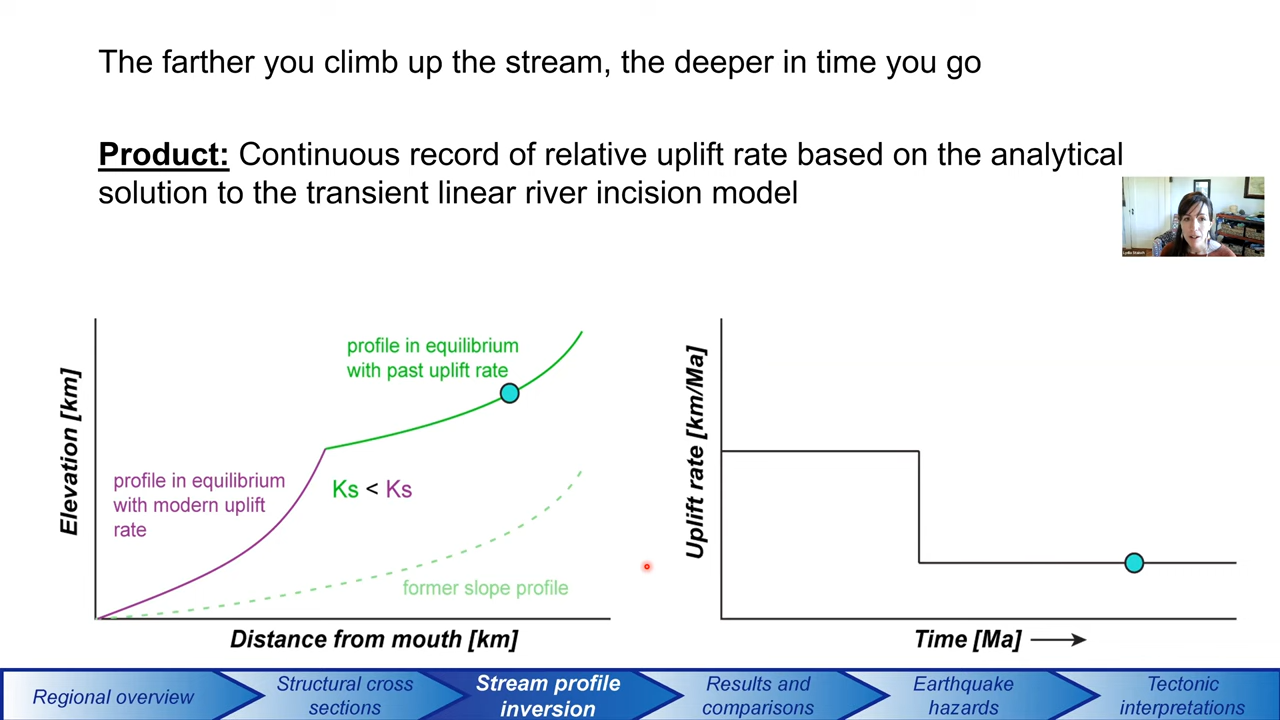 The farther you climb up the stream, the deeper in time you go
Product: Continuous record of relative uplift rate based on the analytical
solution to the transient linear river incision model
Elevation [km]
profile in equilibrium
with past uplift rate
profile in equilibrium
with modern uplift
rate
Ks < Ks
former slope profile
Distance from mouth [km]
Uplift rate [km/Ma]
Time [Ma]
Regional overview
Structural cross
sections
Stream profile
inversion
Results and
comparisons
Earthquake
hazards
Tectonic
interpretations